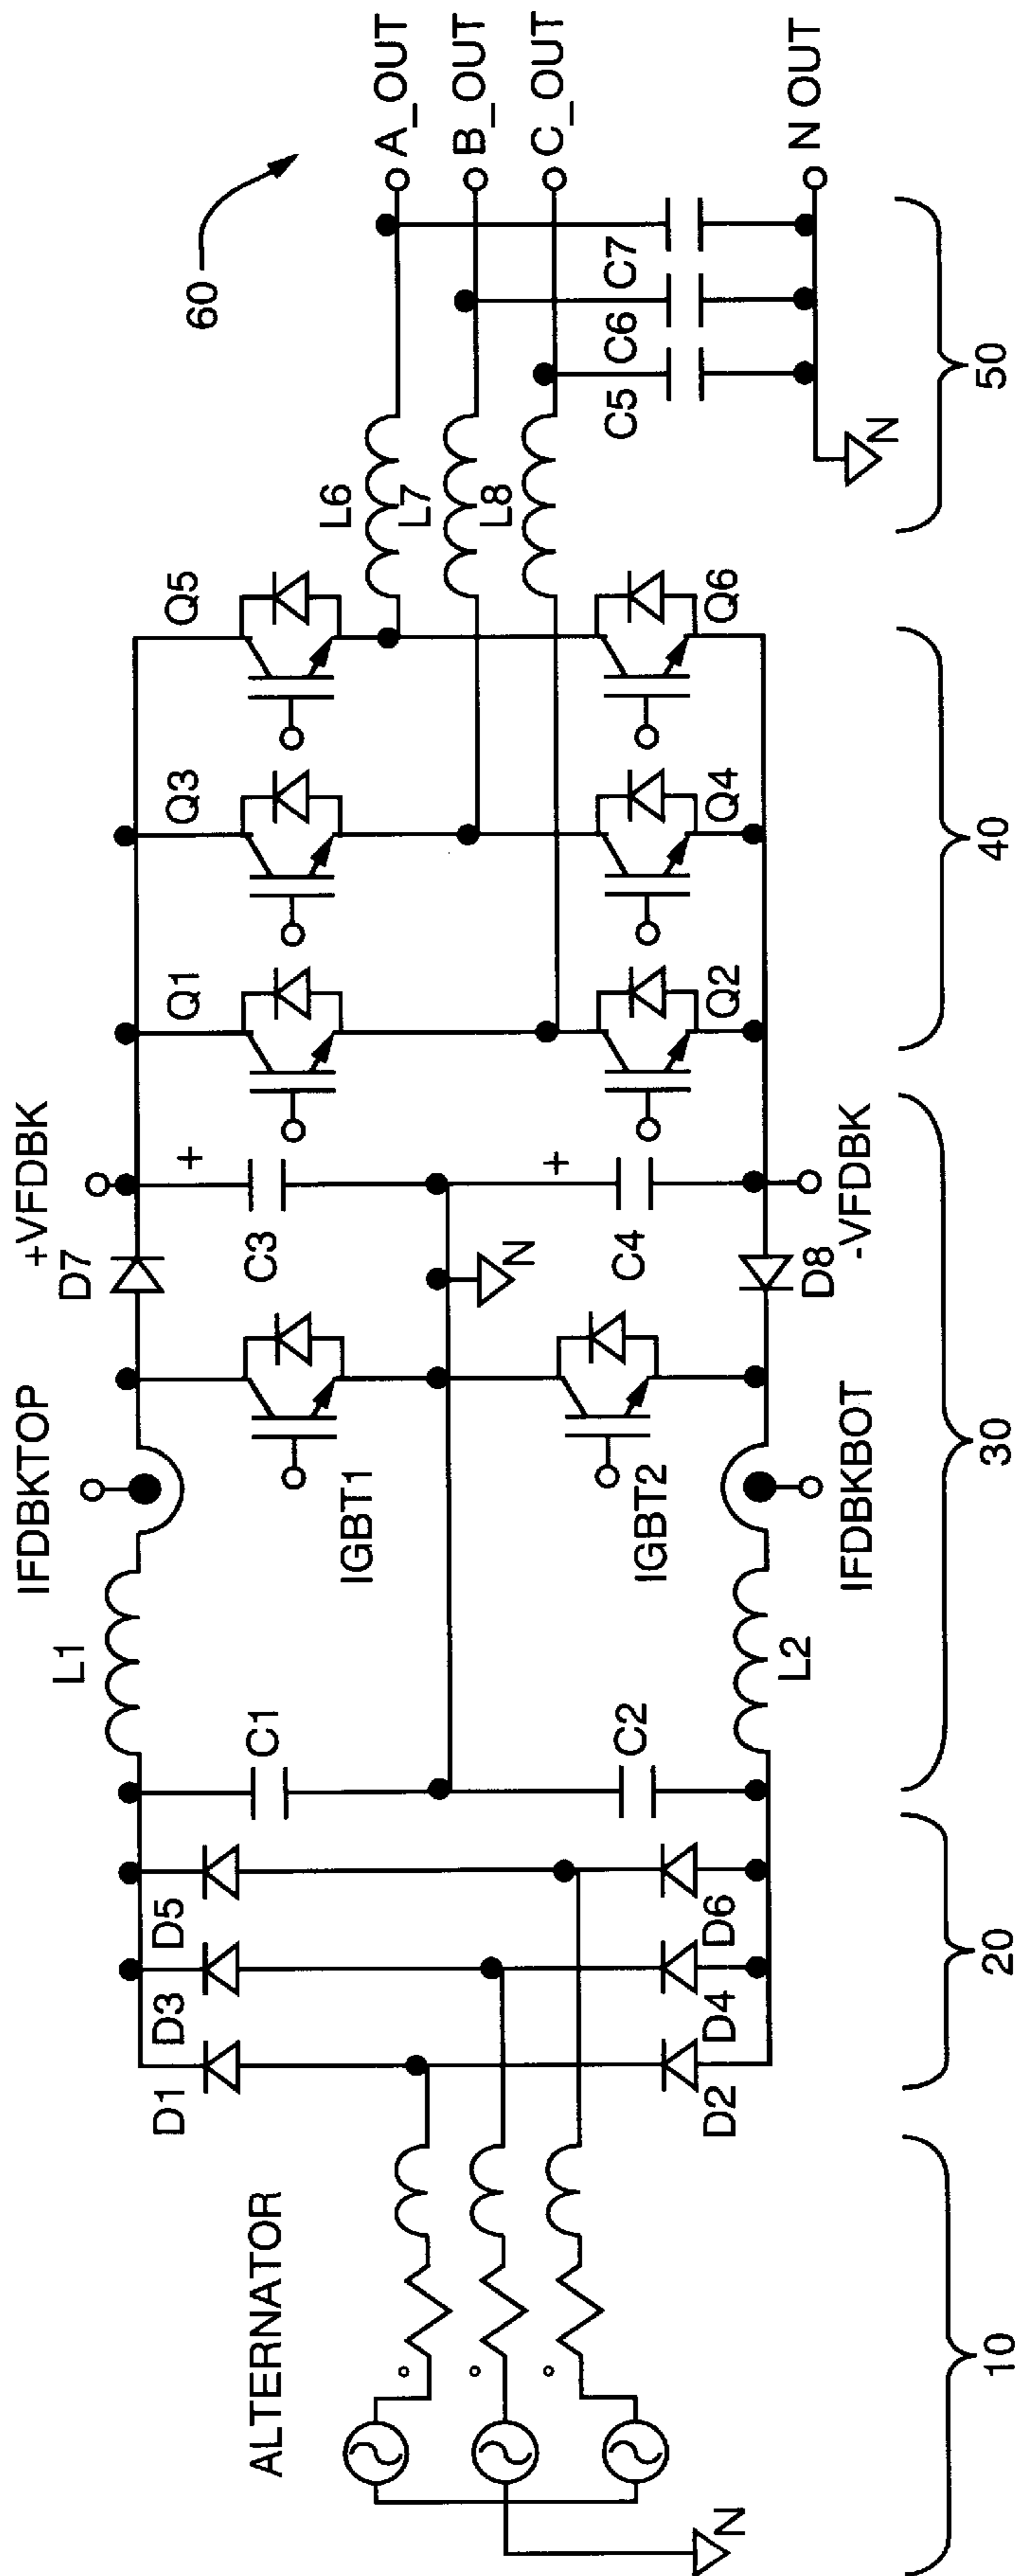 60
IFDBKTOP
+VFDBK
L1
D7
Q1
Q3
Q5
+
C3
+
C4
N
C1
C2
IGBT1
IGBT2
L2
IFDBKBOT
D8
-VFDBK
Q2
Q4
Q6
L6
L7
L8
A_OUT
B_OUT
C_OUT
C5
C6
C7
N OUT
N
ALTERNATOR
D1
D3
D5
D2
D4
D6
N
10
20
30
40
50